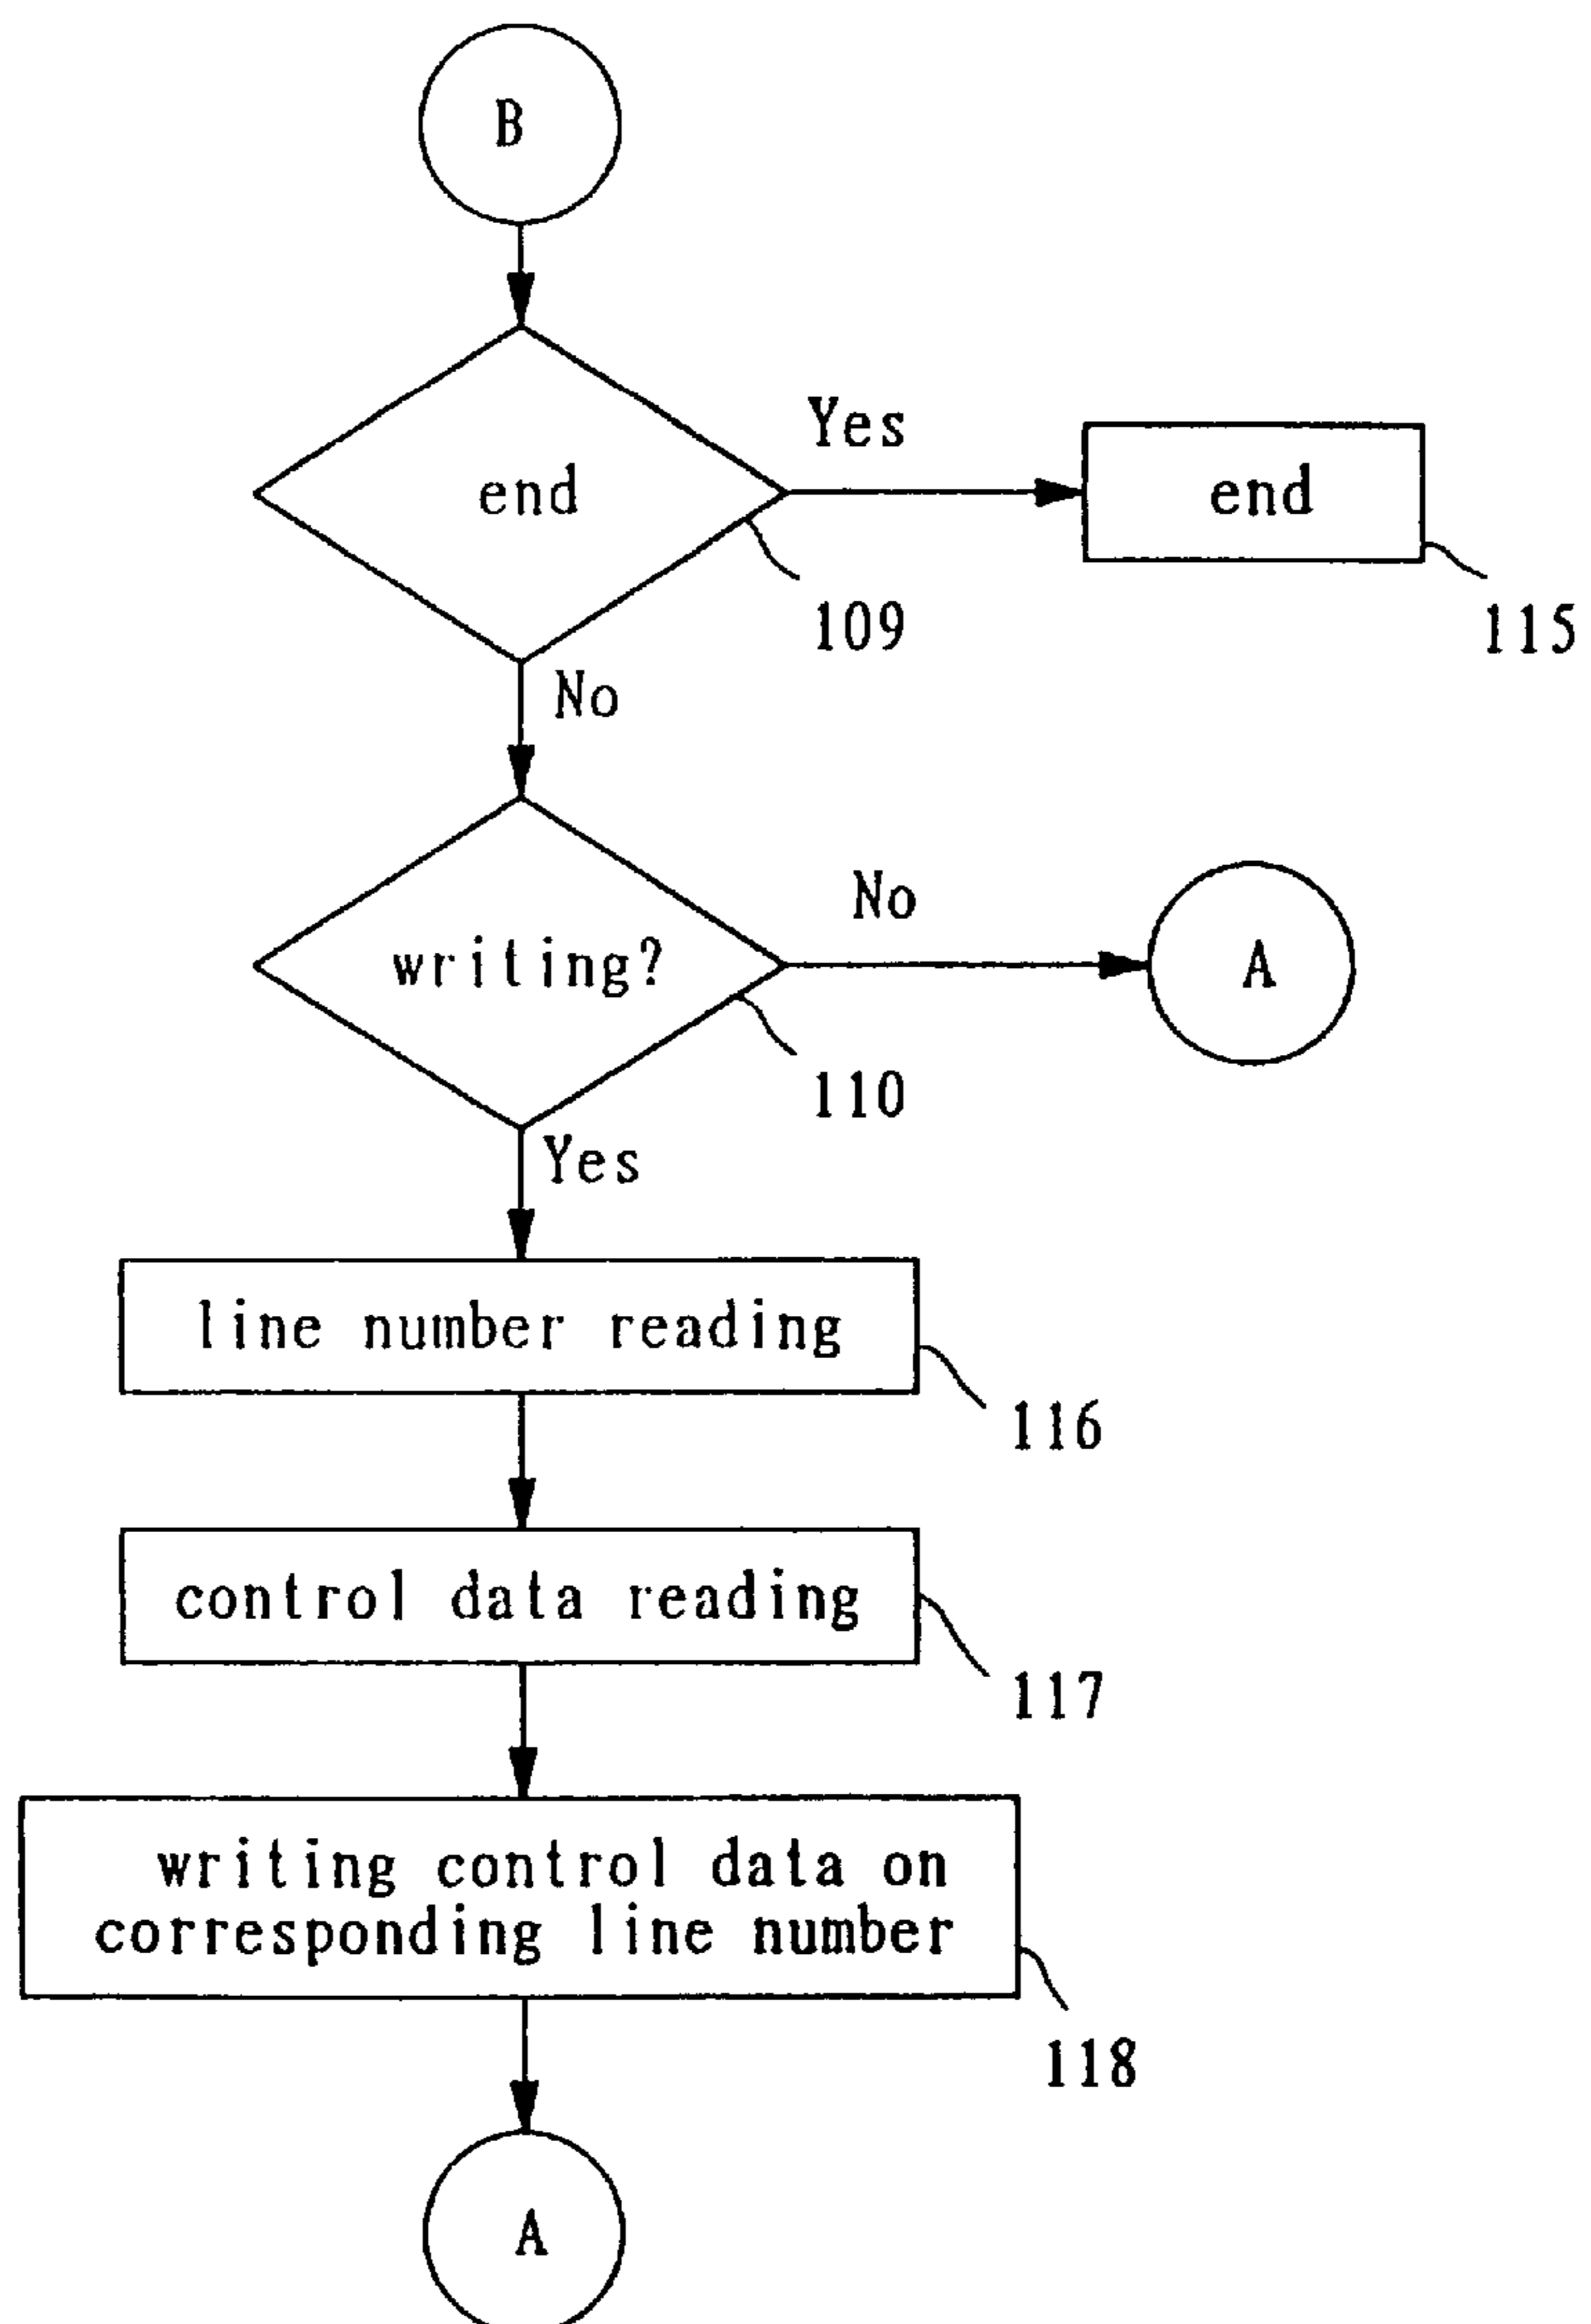 B
Yes
end
end
109
115
No
No
writing?
A
110
Yes
line number reading
116
control data reading
117
writing control data on
corresponding line number
118
A